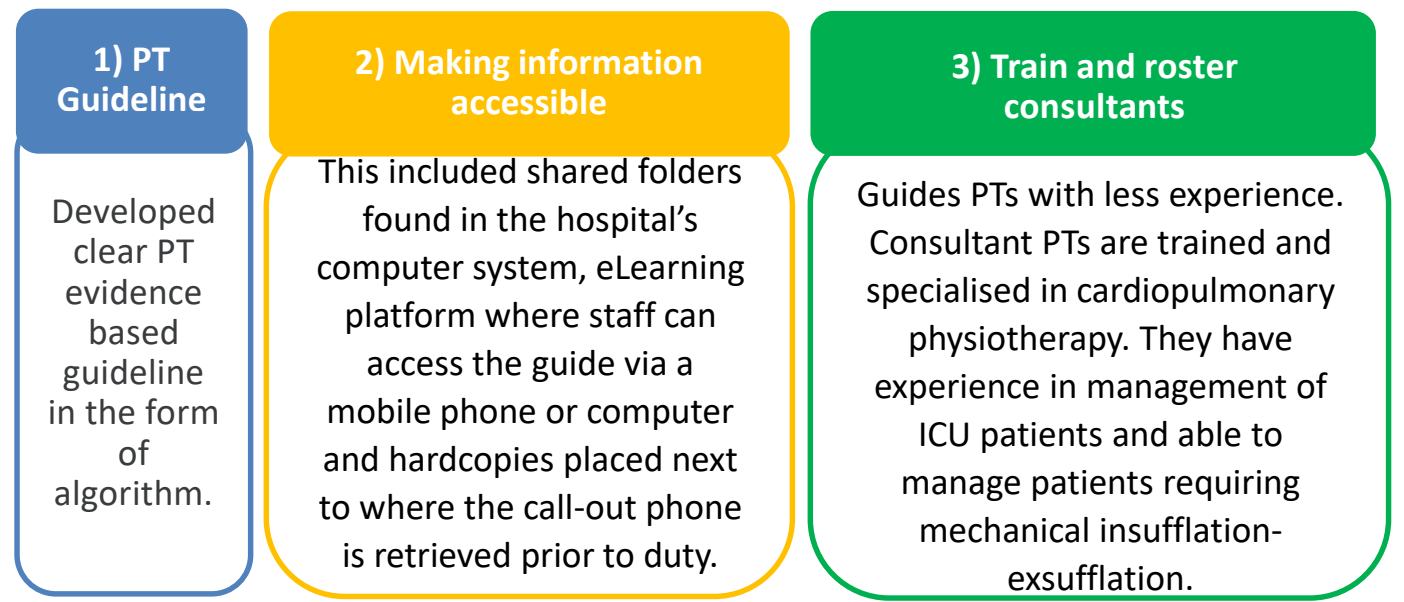 1) PT
Guideline
Developed
clear PT
evidence
based
guideline
in the form
of
algorithm.
2) Making information
accessible
This included shared folders
found in the hospital’s
computer system, eLearning
platform where staff can
access the guide via a
mobile phone or computer
and hardcopies placed next
to where the call-out phone
is retrieved prior to duty.
3) Train and roster
consultants
Guides PTs with less experience.
Consultant PTs are trained and
specialised in cardiopulmonary
physiotherapy. They have
experience in management of
ICU patients and able to
manage patients requiring
mechanical insufflation-
exsufflation.